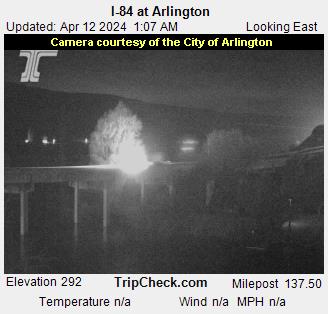 I-84 at Arlington
Updated: Apr 12 2024 1:07 AM Looking East
Camera courtesy of the City of Arlington
Elevation 292 TripCheck.com Milepost 137.50
Temperature n/a Wind n/a MPH n/a